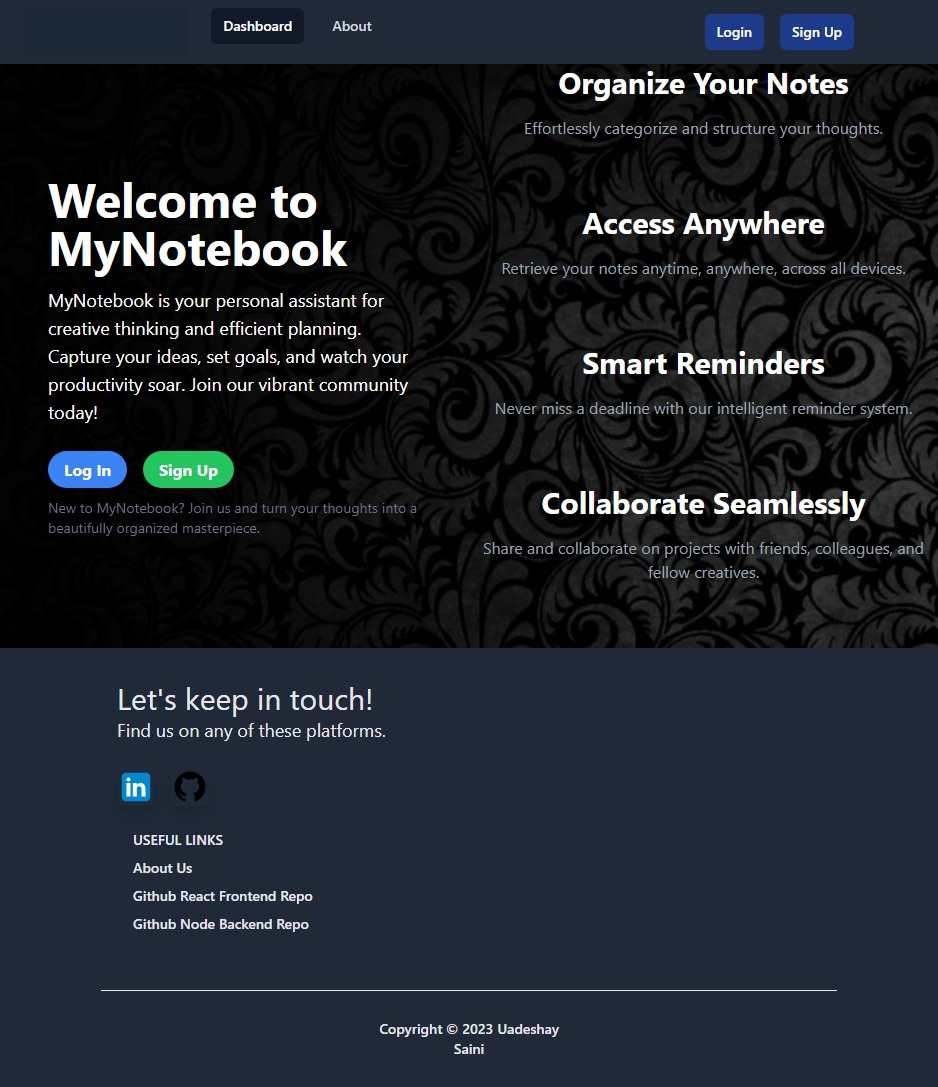 Dashboard
About
Login
Sign Up
Welcome to
MyNotebook
MyNotebook is your personal assistant for
creative thinking and efficient planning.
Capture your ideas, set goals, and watch your
productivity soar. Join our vibrant community
today!
Log In
Sign Up
New to MyNotebook? Join us and turn your thoughts into a
beautifully organized masterpiece.
Organize Your Notes
Effortlessly categorize and structure your thoughts.
Access Anywhere
Retrieve your notes anytime, anywhere, across all devices.
Smart Reminders
Never miss a deadline with our intelligent reminder system.
Collaborate Seamlessly
Share and collaborate on projects with friends, colleagues, and
fellow creatives.
Let's keep in touch!
Find us on any of these platforms.
in
USEFUL LINKS
About Us
Github React Frontend Repo
Github Node Backend Repo
Copyright © 2023 Uadeshay
Saini